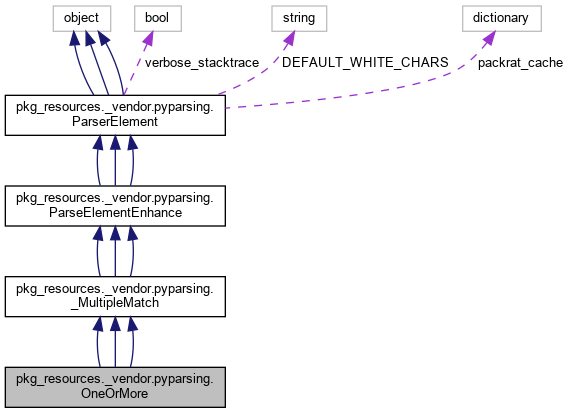 object
bool
string
dictionary
verbose_stacktrace
DEFAULT_WHITE_CHARS
packrat_cache
pkg_resources._vendor.pyparsing.
ParserElement
pkg_resources._vendor.pyparsing.
ParseElementEnhance
pkg_resources._vendor.pyparsing.
_MultipleMatch
pkg_resources._vendor.pyparsing.
OneOrMore